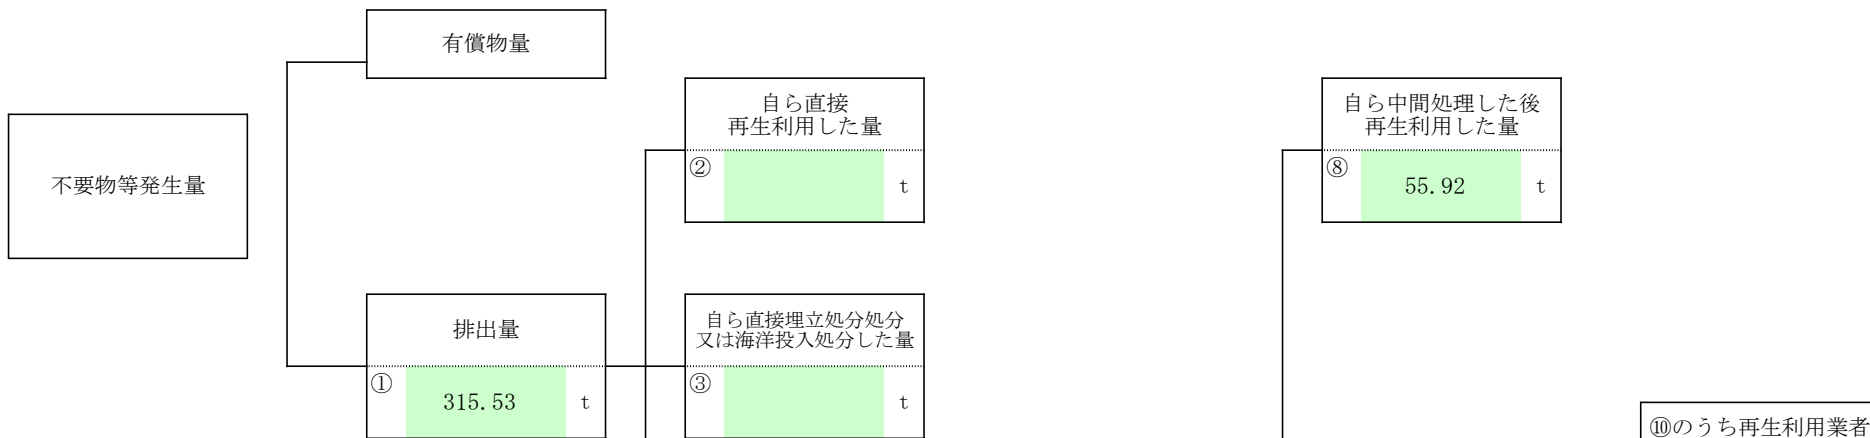 有償物量
自ら直接
再生利用した量
②
t
自ら中間処理した後
再生利用した量
⑧
55.92
t
不要物等発生量
排出量
①
315.53
t
自ら直接埋立処分処分
又は海洋投入処分した量
③
t
⑩のうち再生利用業者